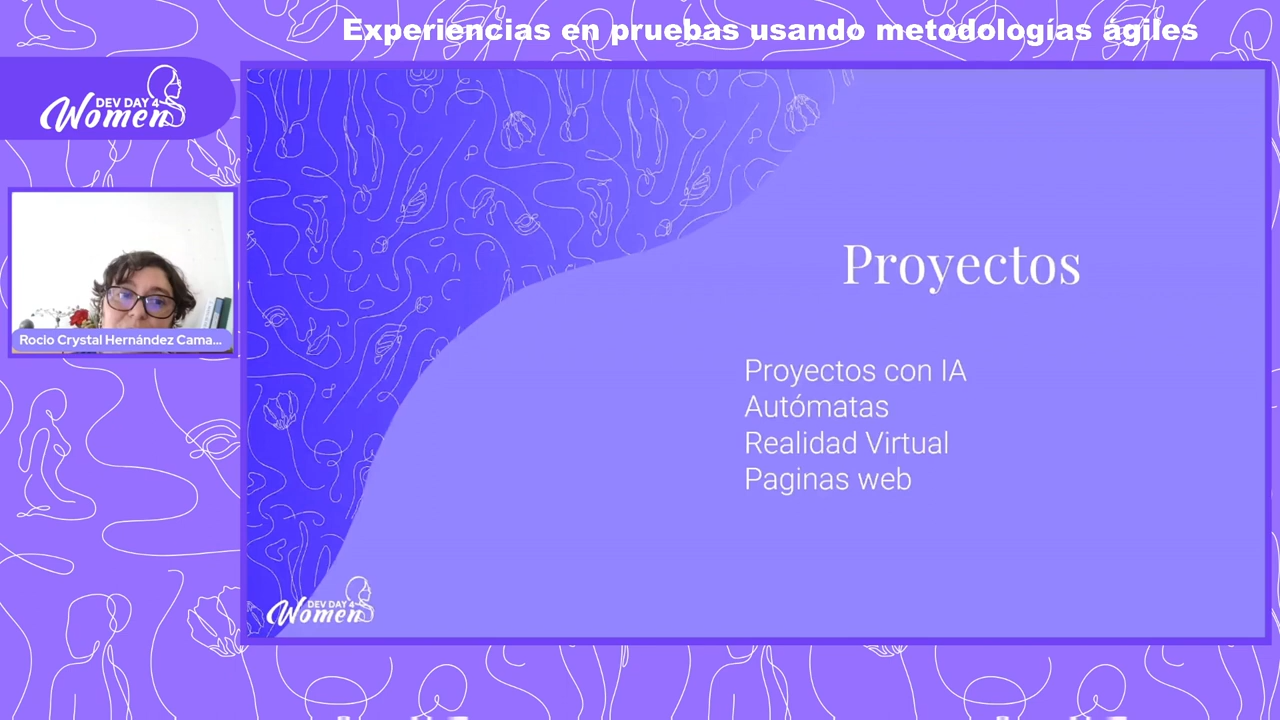 Experiencias en pruebas usando metodologías ágiles
DEV DAY 4
Women
Rocio Crystal Hernández Cama...
Proyectos
Proyectos con IA
Autómatas
Realidad Virtual
Paginas web
DEV DAY 4
Women